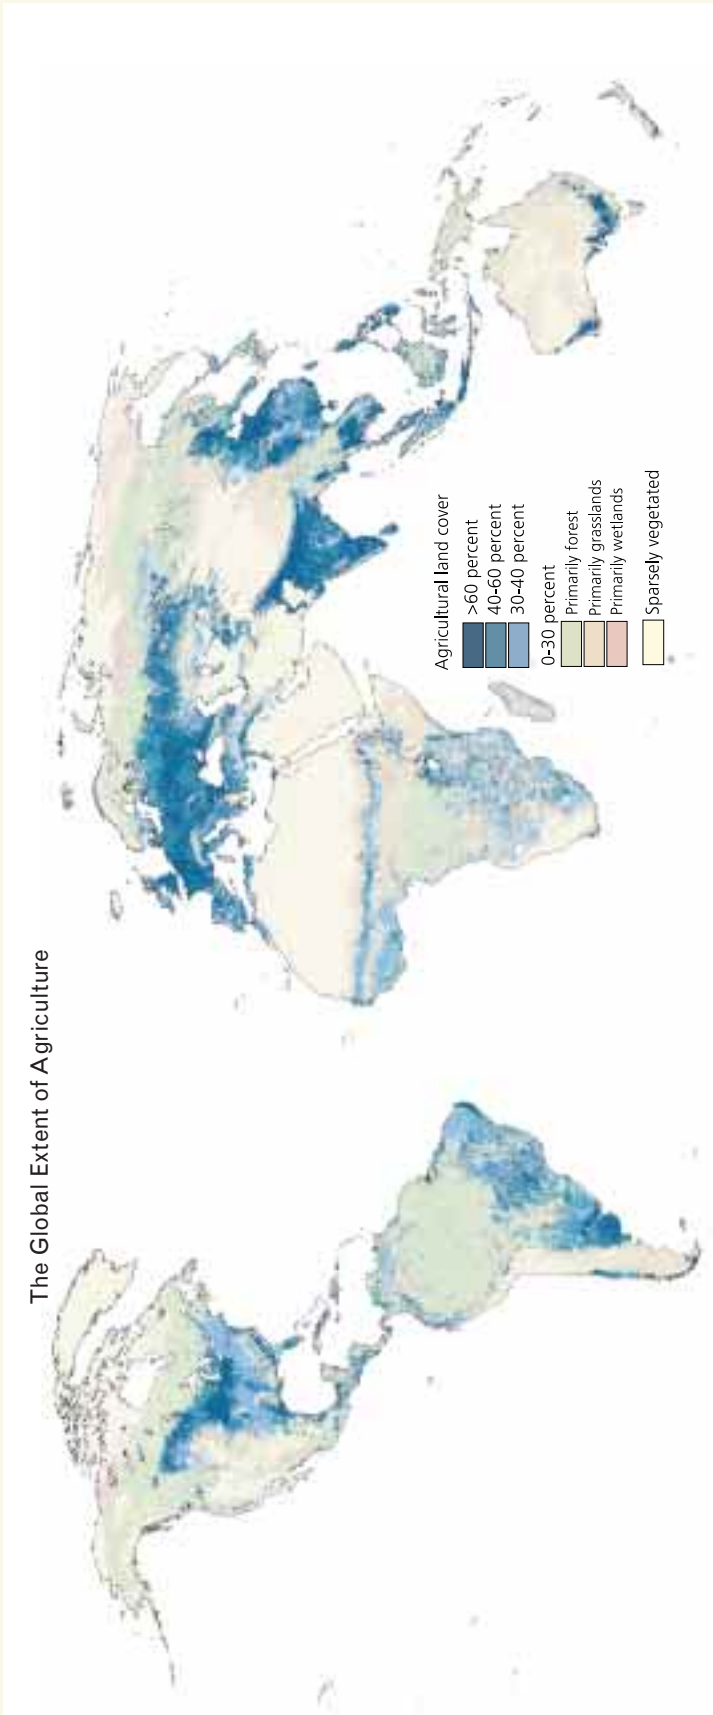 The Global Extent of Agriculture
Agricultural land cover
>60 percent
40-60 percent
30-40 percent
0-30 percent
Primarily forest
Primarily grasslands
Primarily wetlands
Sparsely vegetated